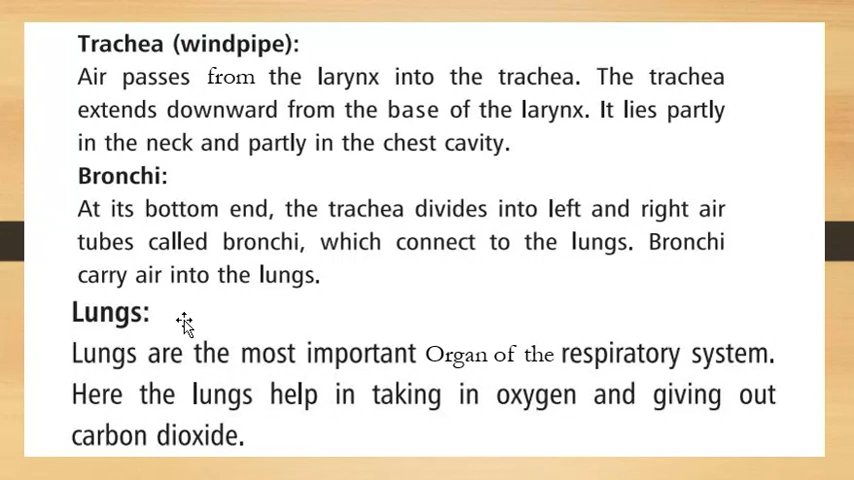 Trachea (windpipe):
Air passes from the larynx into the trachea. The trachea
extends downward from the base of the larynx. It lies partly
in the neck and partly in the chest cavity.
Bronchi:
At its bottom end, the trachea divides into left and right air
tubes called bronchi, which connect to the lungs. Bronchi
carry air into the lungs.
Lungs:
Lungs are the most important Organ of the respiratory system.
Here the lungs help in taking in oxygen and giving out
carbon dioxide.